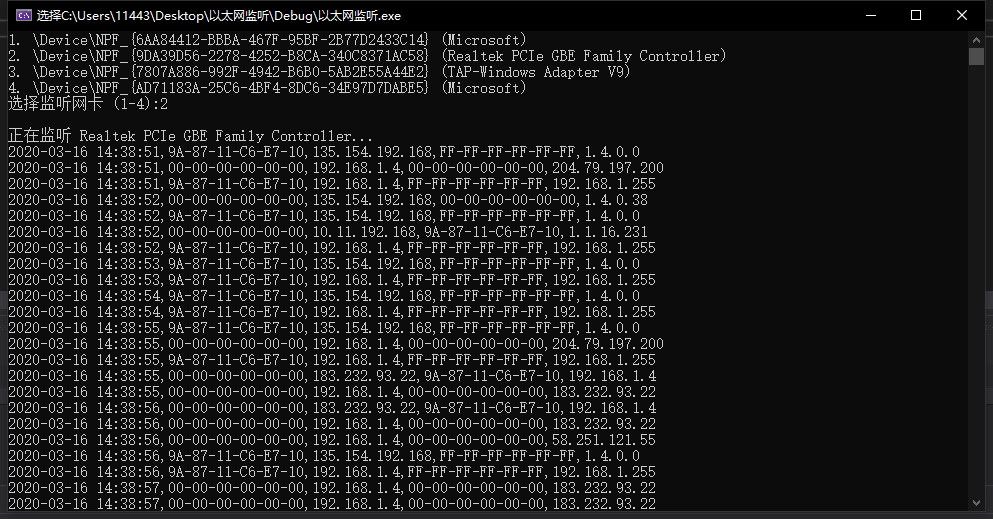 选择C:\Users\11443\Desktop\以太网监听\Debug\以太网监听.exe
1. \Device\NPF_{6AA84412-BBBA-467F-95BF-2B77D2433C14} (Microsoft)
2. \Device\NPF_{9DA39D56-2278-4252-B8CA-340C8371AC58} (Realtek PCIe GBE Family Controller)
3. \Device\NPF_{7807A886-992F-4942-B6B0-5AB2E55A44E2} (TAP-Windows Adapter V9)
4. \Device\NPF_{AD71183A-25C6-4BF4-8DC6-34E97D7DABE5} (Microsoft)
选择监听网卡 (1-4):2
正在监听 Realtek PCIe GBE Family Controller...
2020-03-16 14:38:51,9A-87-11-C6-E7-10,135.154.192.168,FF-FF-FF-FF-FF-FF,1.4.0.0
2020-03-16 14:38:51,00-00-00-00-00-00,192.168.1.4,00-00-00-00-00-00,204.79.197.200
2020-03-16 14:38:51,9A-87-11-C6-E7-10,192.168.1.4,FF-FF-FF-FF-FF-FF,192.168.1.255
2020-03-16 14:38:52,00-00-00-00-00-00,135.154.192.168,00-00-00-00-00-00,1.4.0.38
2020-03-16 14:38:52,9A-87-11-C6-E7-10,135.154.192.168,FF-FF-FF-FF-FF-FF,1.4.0.0
2020-03-16 14:38:52,00-00-00-00-00-00,10.11.192.168,9A-87-11-C6-E7-10,1.1.16.231
2020-03-16 14:38:52,9A-87-11-C6-E7-10,192.168.1.4,FF-FF-FF-FF-FF-FF,192.168.1.255
2020-03-16 14:38:53,9A-87-11-C6-E7-10,135.154.192.168,FF-FF-FF-FF-FF-FF,1.4.0.0
2020-03-16 14:38:53,9A-87-11-C6-E7-10,192.168.1.4,FF-FF-FF-FF-FF-FF,192.168.1.255
2020-03-16 14:38:54,9A-87-11-C6-E7-10,135.154.192.168,FF-FF-FF-FF-FF-FF,1.4.0.0
2020-03-16 14:38:54,9A-87-11-C6-E7-10,192.168.1.4,FF-FF-FF-FF-FF-FF,192.168.1.255
2020-03-16 14:38:55,9A-87-11-C6-E7-10,135.154.192.168,FF-FF-FF-FF-FF-FF,1.4.0.0
2020-03-16 14:38:55,00-00-00-00-00-00,192.168.1.4,00-00-00-00-00-00,204.79.197.200
2020-03-16 14:38:55,9A-87-11-C6-E7-10,192.168.1.4,FF-FF-FF-FF-FF-FF,192.168.1.255
2020-03-16 14:38:55,00-00-00-00-00-00,183.232.93.22,9A-87-11-C6-E7-10,192.168.1.4
2020-03-16 14:38:55,00-00-00-00-00-00,192.168.1.4,00-00-00-00-00-00,183.232.93.22
2020-03-16 14:38:56,00-00-00-00-00-00,183.232.93.22,9A-87-11-C6-E7-10,192.168.1.4
2020-03-16 14:38:56,00-00-00-00-00-00,192.168.1.4,00-00-00-00-00-00,183.232.93.22
2020-03-16 14:38:56,00-00-00-00-00-00,192.168.1.4,00-00-00-00-00-00,58.251.121.55
2020-03-16 14:38:56,9A-87-11-C6-E7-10,135.154.192.168,FF-FF-FF-FF-FF-FF,1.4.0.0
2020-03-16 14:38:56,9A-87-11-C6-E7-10,192.168.1.4,FF-FF-FF-FF-FF-FF,192.168.1.255
2020-03-16 14:38:57,00-00-00-00-00-00,192.168.1.4,00-00-00-00-00-00,183.232.93.22
2020-03-16 14:38:57,00-00-00-00-00-00,192.168.1.4,00-00-00-00-00-00,183.232.93.22